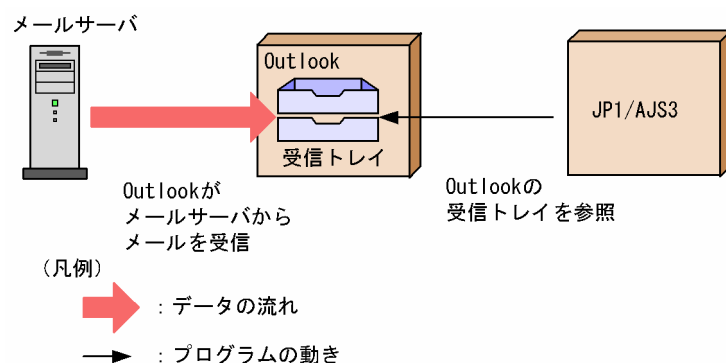 メールサーバ
Outlook
受信トレイ
JP1/AJS3
Outlookが
メールサーバから
メールを受信
Outlookの
受信トレイを参照
（凡例）
：データの流れ
：プログラムの動き